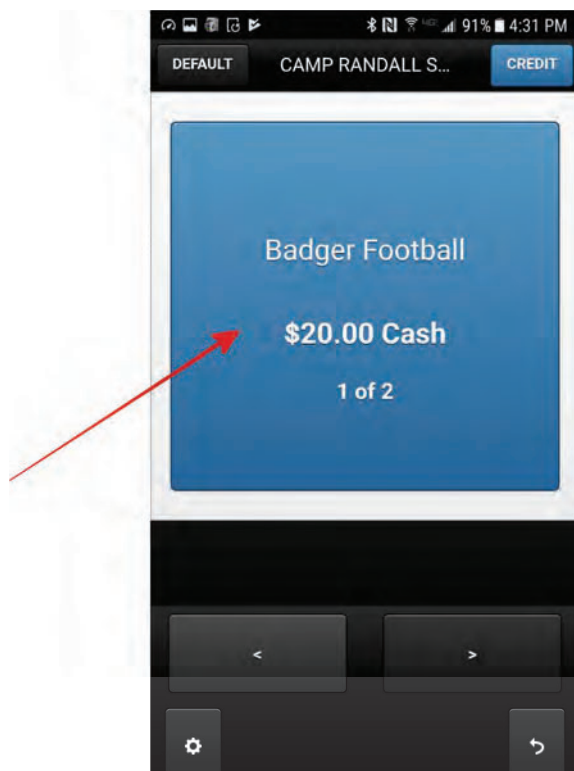 91% 4:31 PM
DEFAULT CAMP RANDALL S... CREDIT
Badger Football
$20.00 Cash
1 of 2
< >